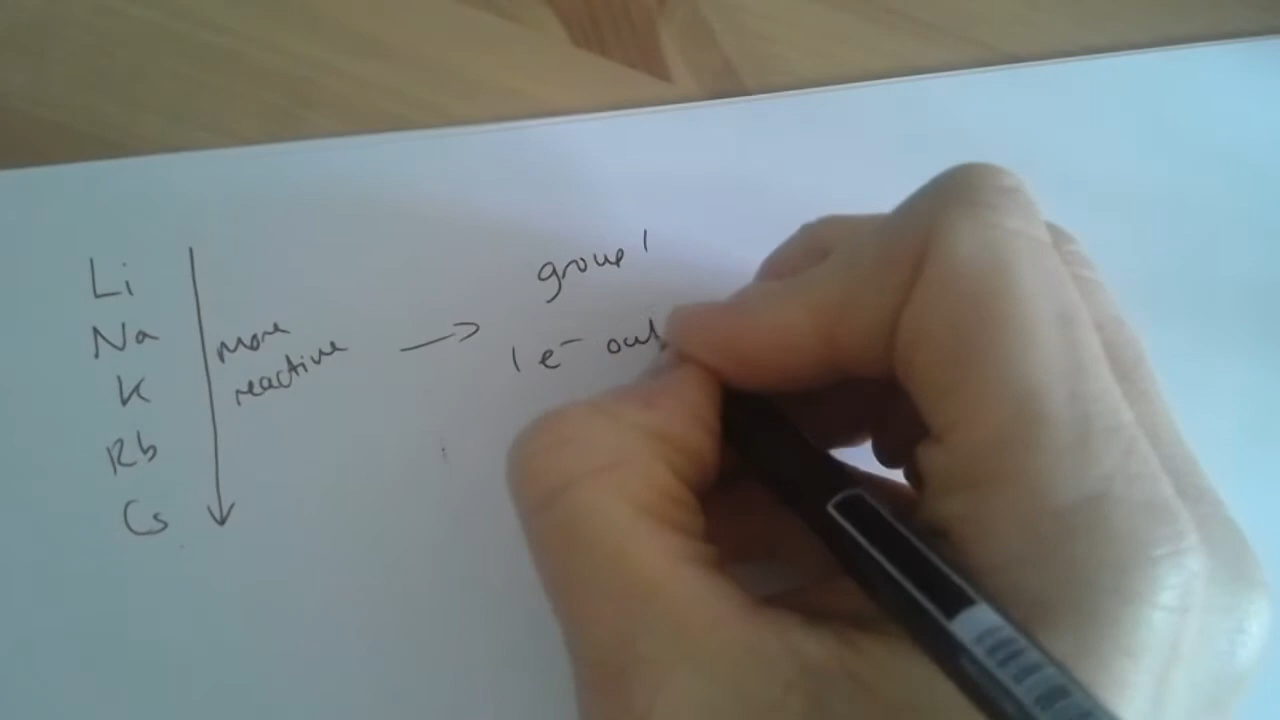 Li
Na
K
Rb
Cs
more
reactive →
group 1
1 e⁻ out